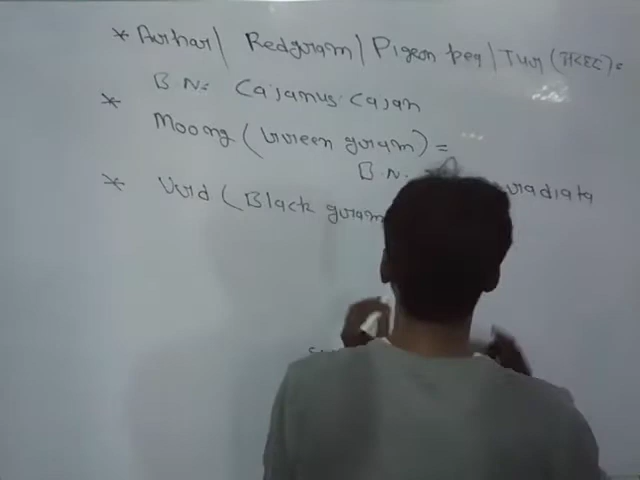 * Arhar| Redgram| Pigeon pea| Tur (
B N: Cajanus Cajan
* Moong (Green gram) =
B.N. radiata
* Urd (Black gram